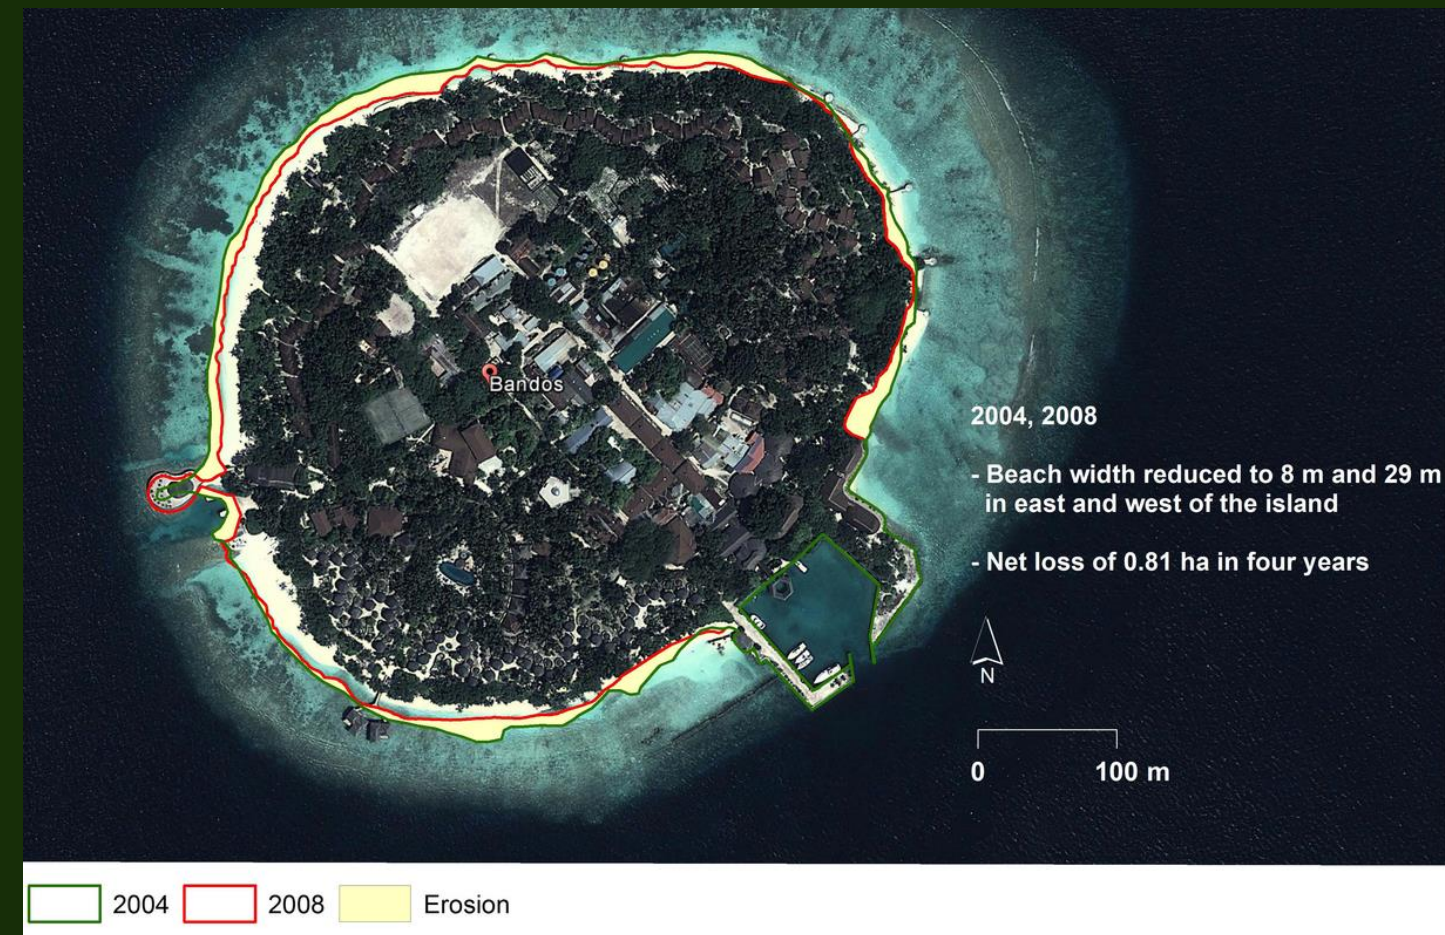 Bandos
2004, 2008
- Beach width reduced to 8 m and 29 m
in east and west of the island
- Net loss of 0.81 ha in four years
N
0 100 m
2004 2008 Erosion